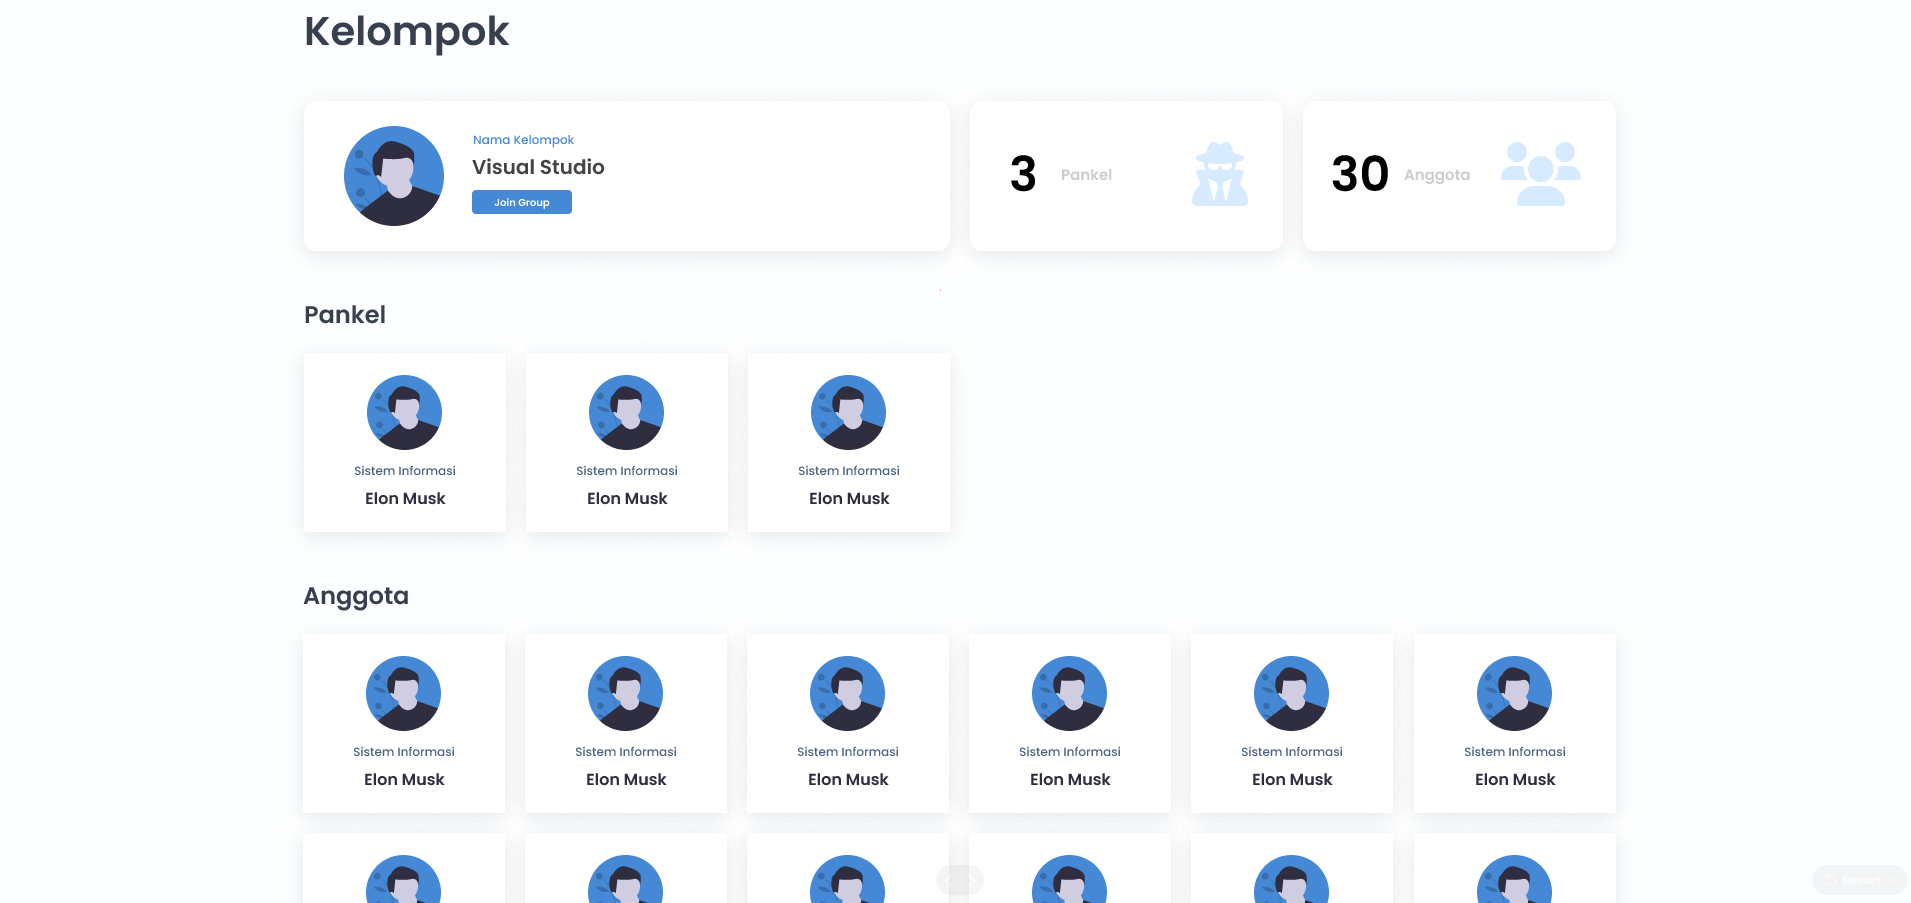 Kelompok
Nama Kelompok
Visual Studio
Join Group
3 Pankel
30 Anggota
Pankel
Sistem Informasi Sistem Informasi Sistem Informasi
Elon Musk Elon Musk Elon Musk
Anggota
Sistem Informasi Sistem Informasi Sistem Informasi Sistem Informasi Sistem Informasi Sistem Informasi
Elon Musk Elon Musk Elon Musk Elon Musk Elon Musk Elon Musk
Restart